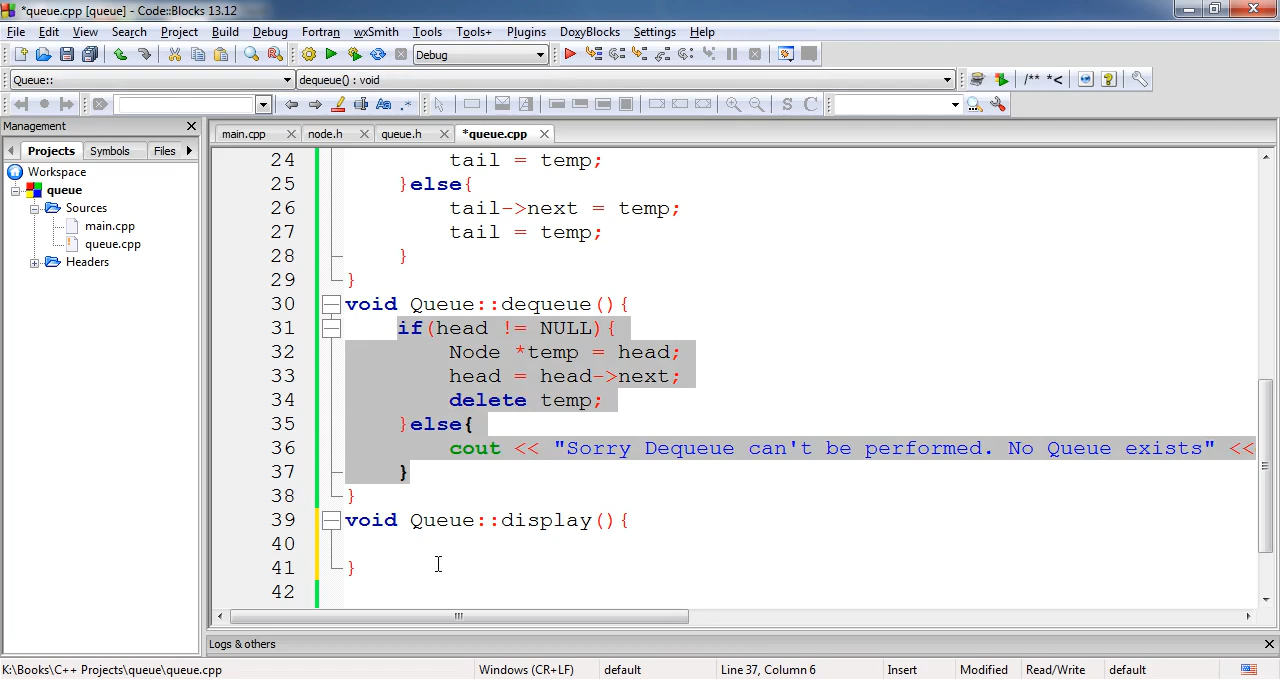 *queue.cpp [queue] - Code::Blocks 13.12
File Edit View Search Project Build Debug Fortran wxSmith Tools Tools+ Plugins DoxyBlocks Settings Help
Debug
Queue:: dequeue() : void /** *<
Aa .* S C
Management main.cpp node.h queue.h *queue.cpp
Projects Symbols Files
Workspace
queue
Sources
main.cpp
queue.cpp
Headers
24 tail = temp;
25 }else{
26 tail->next = temp;
27 tail = temp;
28 }
29 }
30 void Queue::dequeue(){
31 if(head != NULL){
32 Node *temp = head;
33 head = head->next;
34 delete temp;
35 }else{
36 cout << "Sorry Dequeue can't be performed. No Queue exists" <<
37 }
38 }
39 void Queue::display(){
40
41 }
42
Logs & others
K:\Books\C++ Projects\queue\queue.cpp Windows (CR+LF) default Line 37, Column 6 Insert Modified Read/Write default